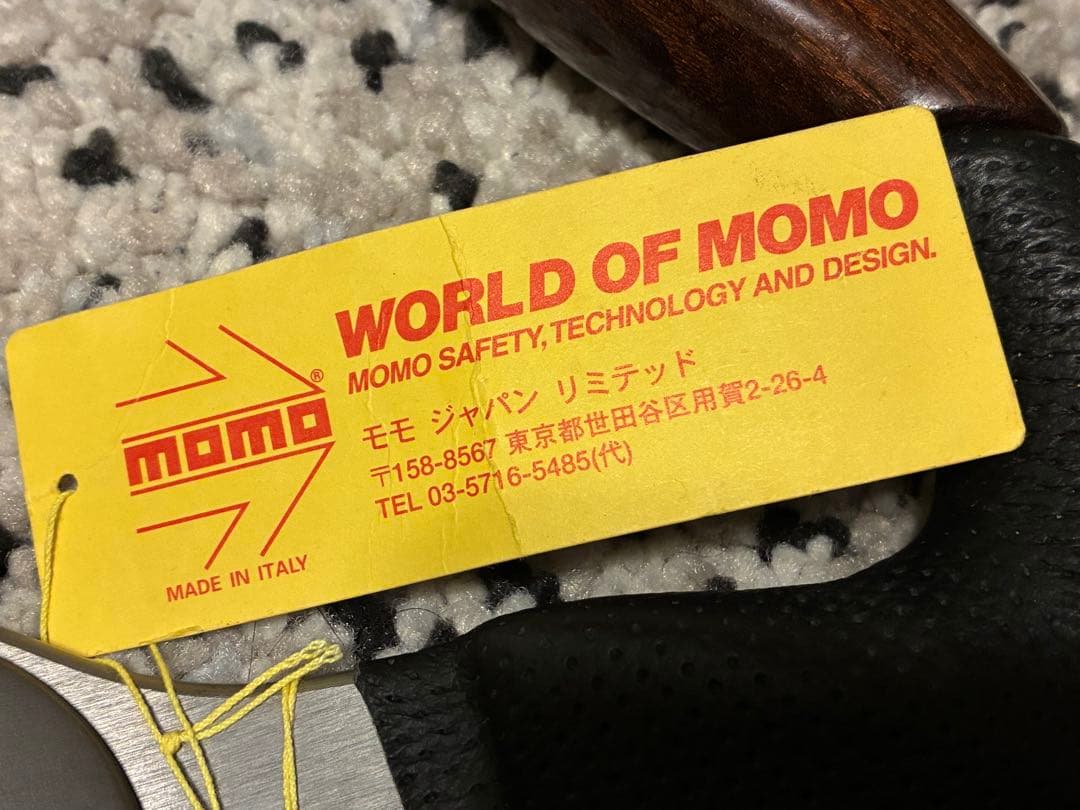 WORLD OF MOMO
MOMO SAFETY, TECHNOLOGY AND DESIGN.
モモ ジャパン リミテッド
〒158-8567 東京都世田谷区用賀2-26-4
TEL 03-5716-5485(代)
momo®
MADE IN ITALY